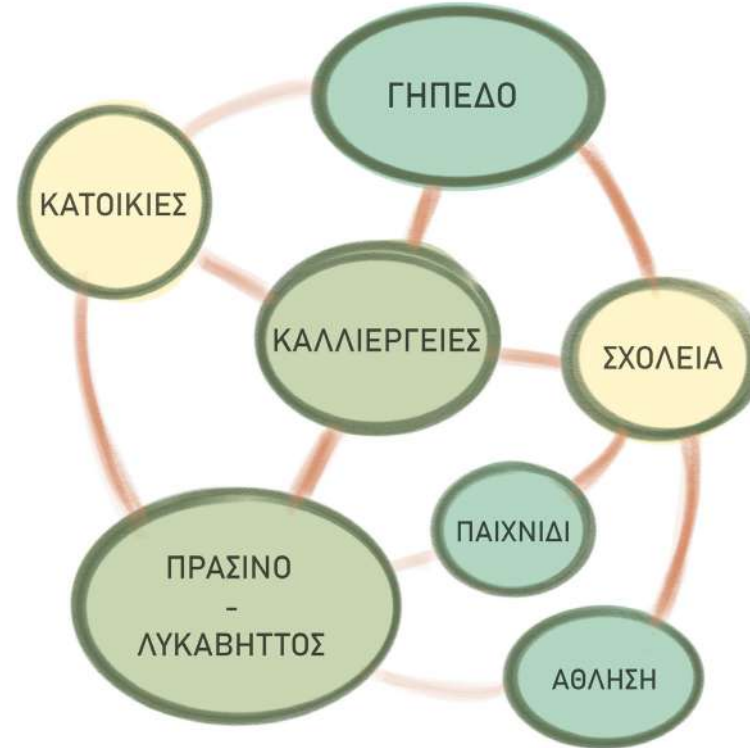 ΓΗΠΕΔΟ
ΚΑΤΟΙΚΙΕΣ
ΚΑΛΛΙΕΡΓΕΙΕΣ
ΣΧΟΛΕΙΑ
ΠΑΙΧΝΙΔΙ
ΠΡΑΣΙΝΟ
-
ΛΥΚΑΒΗΤΤΟΣ
ΑΘΛΗΣΗ